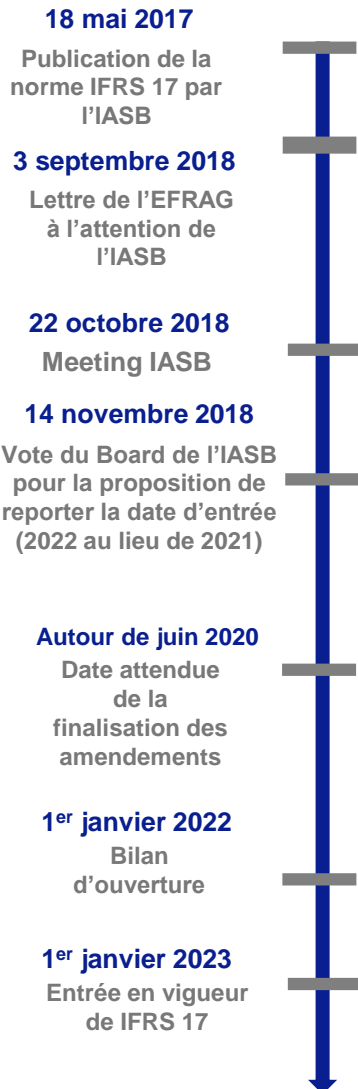 18 mai 2017
Publication de la
norme IFRS 17 par
l’IASB
3 septembre 2018
Lettre de l’EFRAG
à l’attention de
l’IASB
22 octobre 2018
Meeting IASB
14 novembre 2018
Vote du Board de l’IASB
pour la proposition de
reporter la date d’entrée
(2022 au lieu de 2021)
Autour de juin 2020
Date attendue
de la
finalisation des
amendements
1er janvier 2022
Bilan
d’ouverture
1er janvier 2023
Entrée en vigueur
de IFRS 17